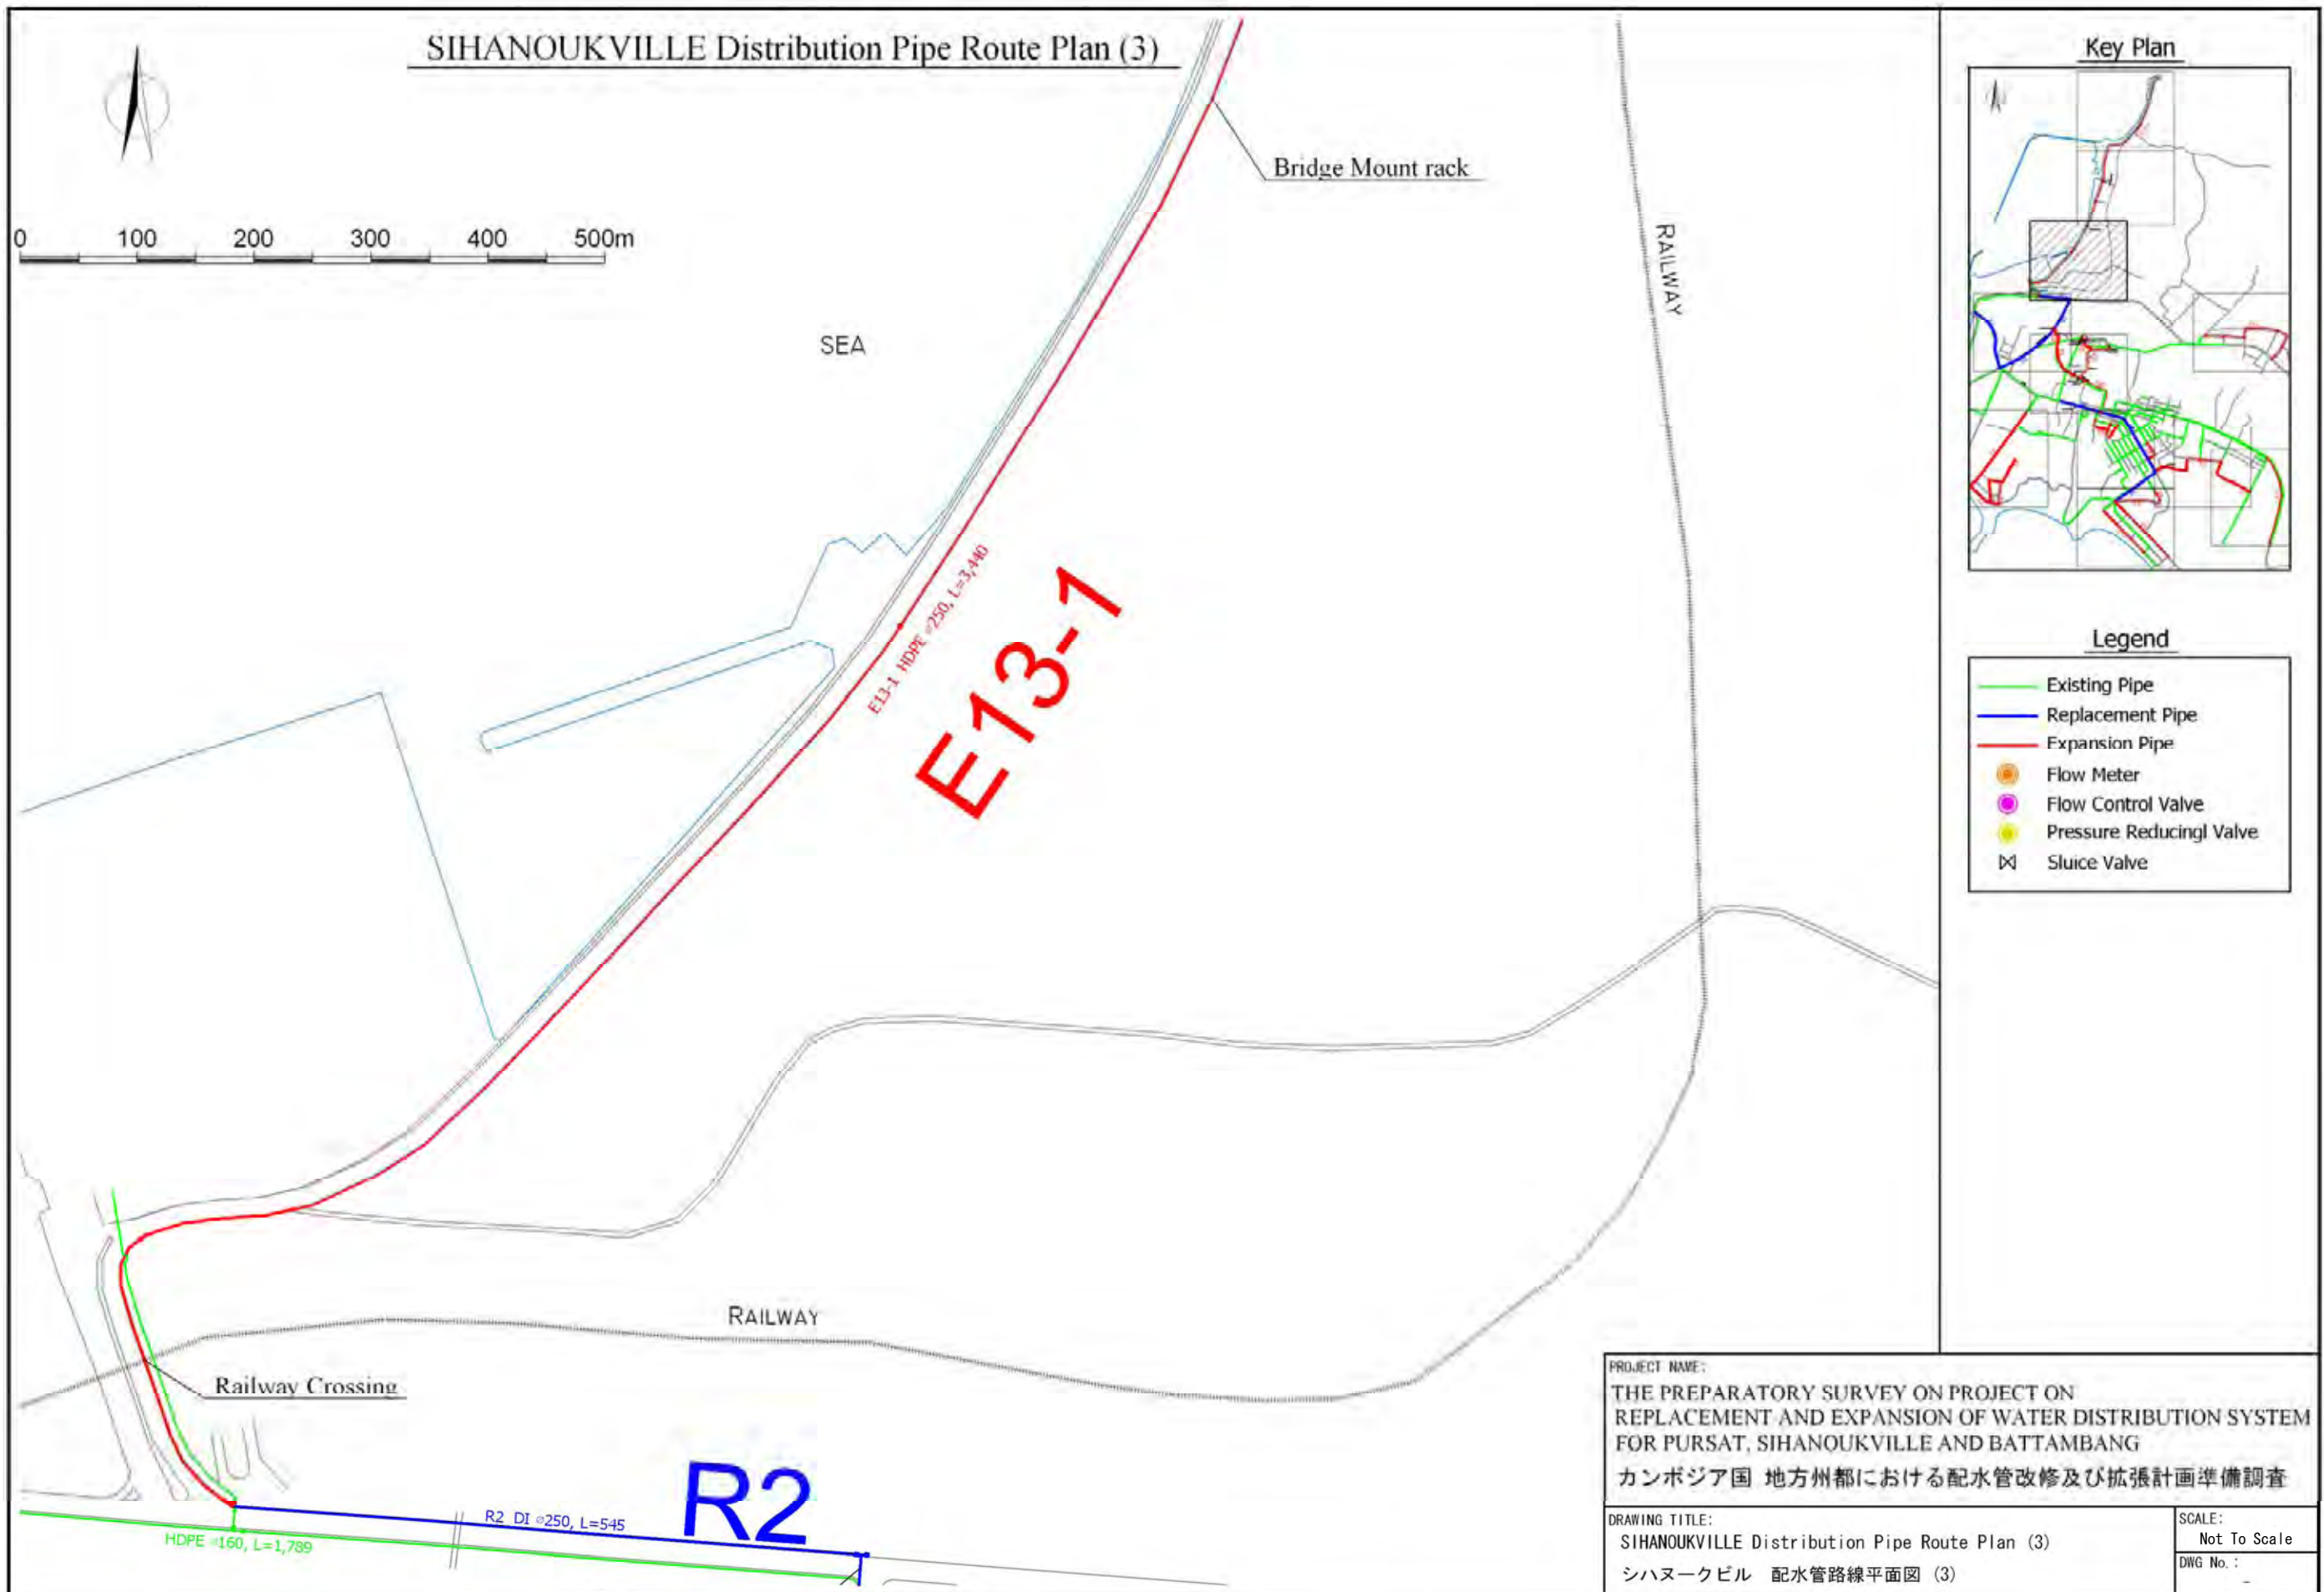 SIHANOUKVILLE Distribution Pipe Route Plan (3)
0 100 200 300 400 500m
Bridge Mount rack
RAILWAY
SEA
E13-1 HDPE ⌀250, L=3,440
E13-1
RAILWAY
Railway Crossing
R2
R2 DI ⌀250, L=545
HDPE ⌀160, L=1,789
Key Plan
Legend
Existing Pipe
Replacement Pipe
Expansion Pipe
Flow Meter
Flow Control Valve
Pressure Reducingl Valve
Sluice Valve
PROJECT NAME:
THE PREPARATORY SURVEY ON PROJECT ON
REPLACEMENT AND EXPANSION OF WATER DISTRIBUTION SYSTEM
FOR PURSAT, SIHANOUKVILLE AND BATTAMBANG
カンボジア国 地方州都における配水管改修及び拡張計画準備調査
DRAWING TITLE:
SIHANOUKVILLE Distribution Pipe Route Plan (3)
シハヌークビル 配水管路線平面図 (3)
SCALE:
Not To Scale
DWG No.:
-